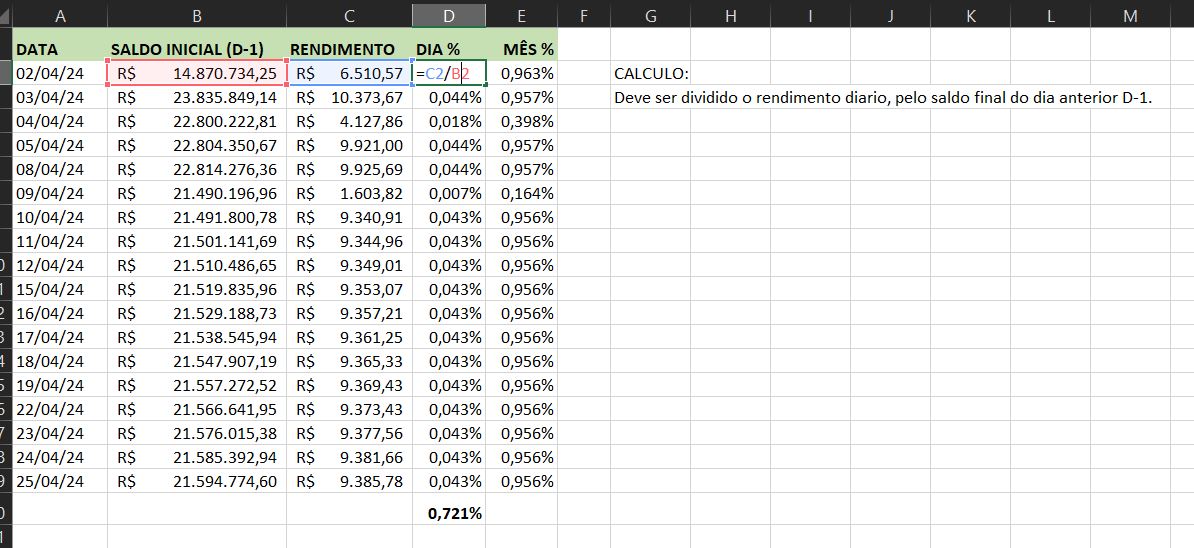 A B C D E F G H I J K L M
DATA SALDO INICIAL (D-1) RENDIMENTO DIA % MÊS %
02/04/24 R$ 14.870.734,25 R$ 6.510,57 =C2/B2 0,963% CALCULO:
03/04/24 R$ 23.835.849,14 R$ 10.373,67 0,044% 0,957% Deve ser dividido o rendimento diario, pelo saldo final do dia anterior D-1.
04/04/24 R$ 22.800.222,81 R$ 4.127,86 0,018% 0,398%
05/04/24 R$ 22.804.350,67 R$ 9.921,00 0,044% 0,957%
08/04/24 R$ 22.814.276,36 R$ 9.925,69 0,044% 0,957%
09/04/24 R$ 21.490.196,96 R$ 1.603,82 0,007% 0,164%
10/04/24 R$ 21.491.800,78 R$ 9.340,91 0,043% 0,956%
11/04/24 R$ 21.501.141,69 R$ 9.344,96 0,043% 0,956%
12/04/24 R$ 21.510.486,65 R$ 9.349,01 0,043% 0,956%
15/04/24 R$ 21.519.835,96 R$ 9.353,07 0,043% 0,956%
16/04/24 R$ 21.529.188,73 R$ 9.357,21 0,043% 0,956%
17/04/24 R$ 21.538.545,94 R$ 9.361,25 0,043% 0,956%
18/04/24 R$ 21.547.907,19 R$ 9.365,33 0,043% 0,956%
19/04/24 R$ 21.557.272,52 R$ 9.369,43 0,043% 0,956%
22/04/24 R$ 21.566.641,95 R$ 9.373,43 0,043% 0,956%
23/04/24 R$ 21.576.015,38 R$ 9.377,56 0,043% 0,956%
24/04/24 R$ 21.585.392,94 R$ 9.381,66 0,043% 0,956%
25/04/24 R$ 21.594.774,60 R$ 9.385,78 0,043% 0,956%
0,721%